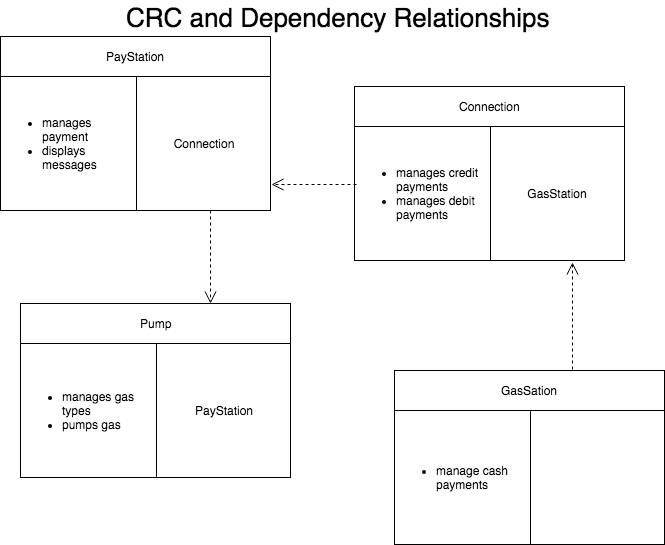 CRC and Dependency Relationships
PayStation
• manages
payment
• displays
messages
Connection
Connection
• manages credit
payments
• manages debit
payments
GasStation
Pump
• manages gas
types
• pumps gas
PayStation
GasSation
• manage cash
payments